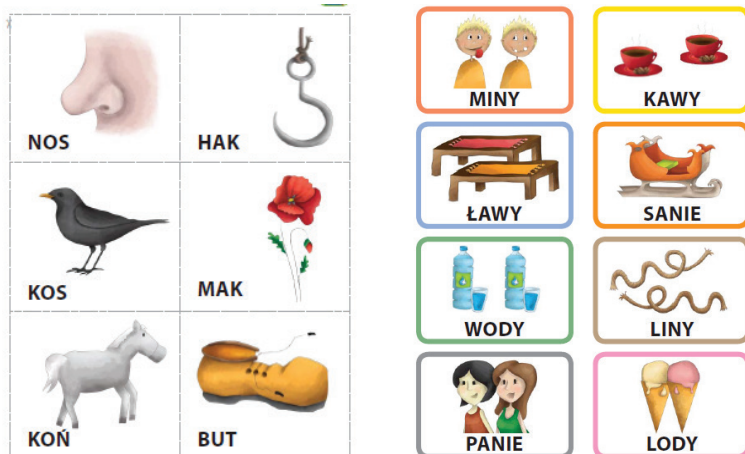 NOS
HAK
KOS
MAK
KOŃ
BUT
MINY
KAWY
ŁAWY
SANIE
WODY
LINY
PANIE
LODY